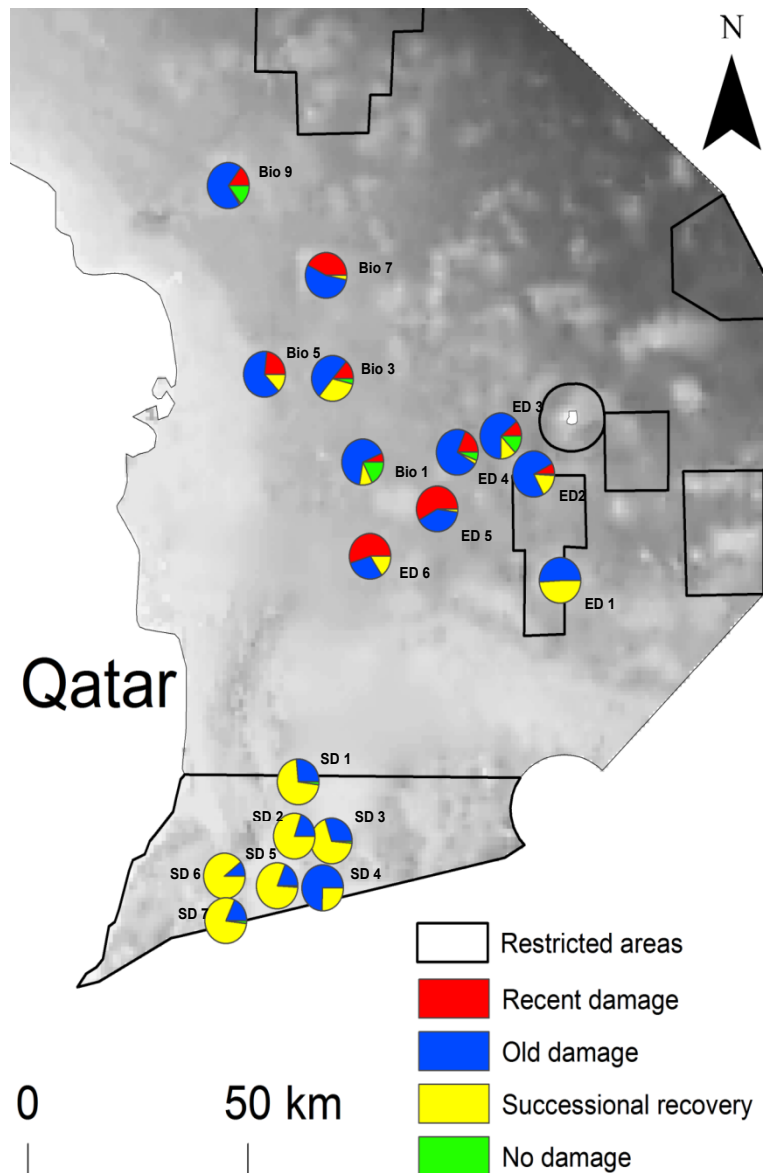 N
Bio 9
Bio 7
Bio 5
Bio 3
ED 3
Bio 1
ED 4
ED2
ED 5
ED 6
ED 1
Qatar
SD 1
SD 2
SD 3
SD 5
SD 6
SD 4
SD 7
Restricted areas
Recent damage
Old damage
Successional recovery
No damage
0 50 km